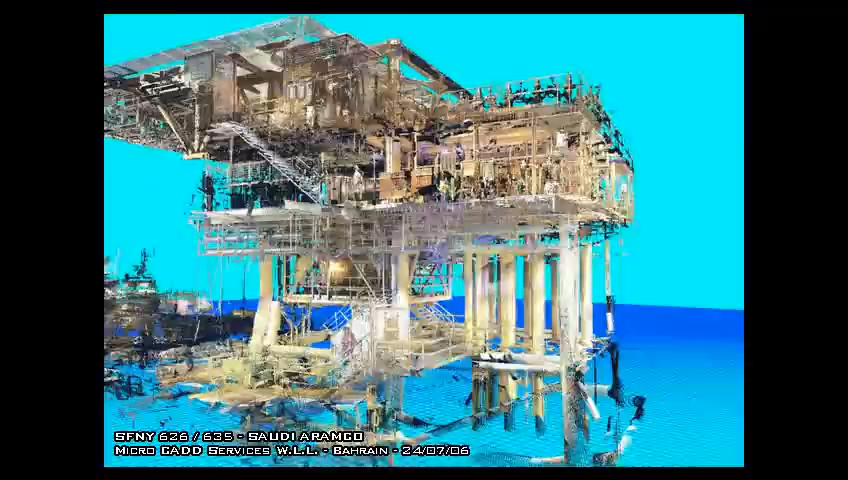 SFNY 626 / 635 - SAUDI ARAMCO
Micro CADD Services W.L.L. - Bahrain - 24/07/06